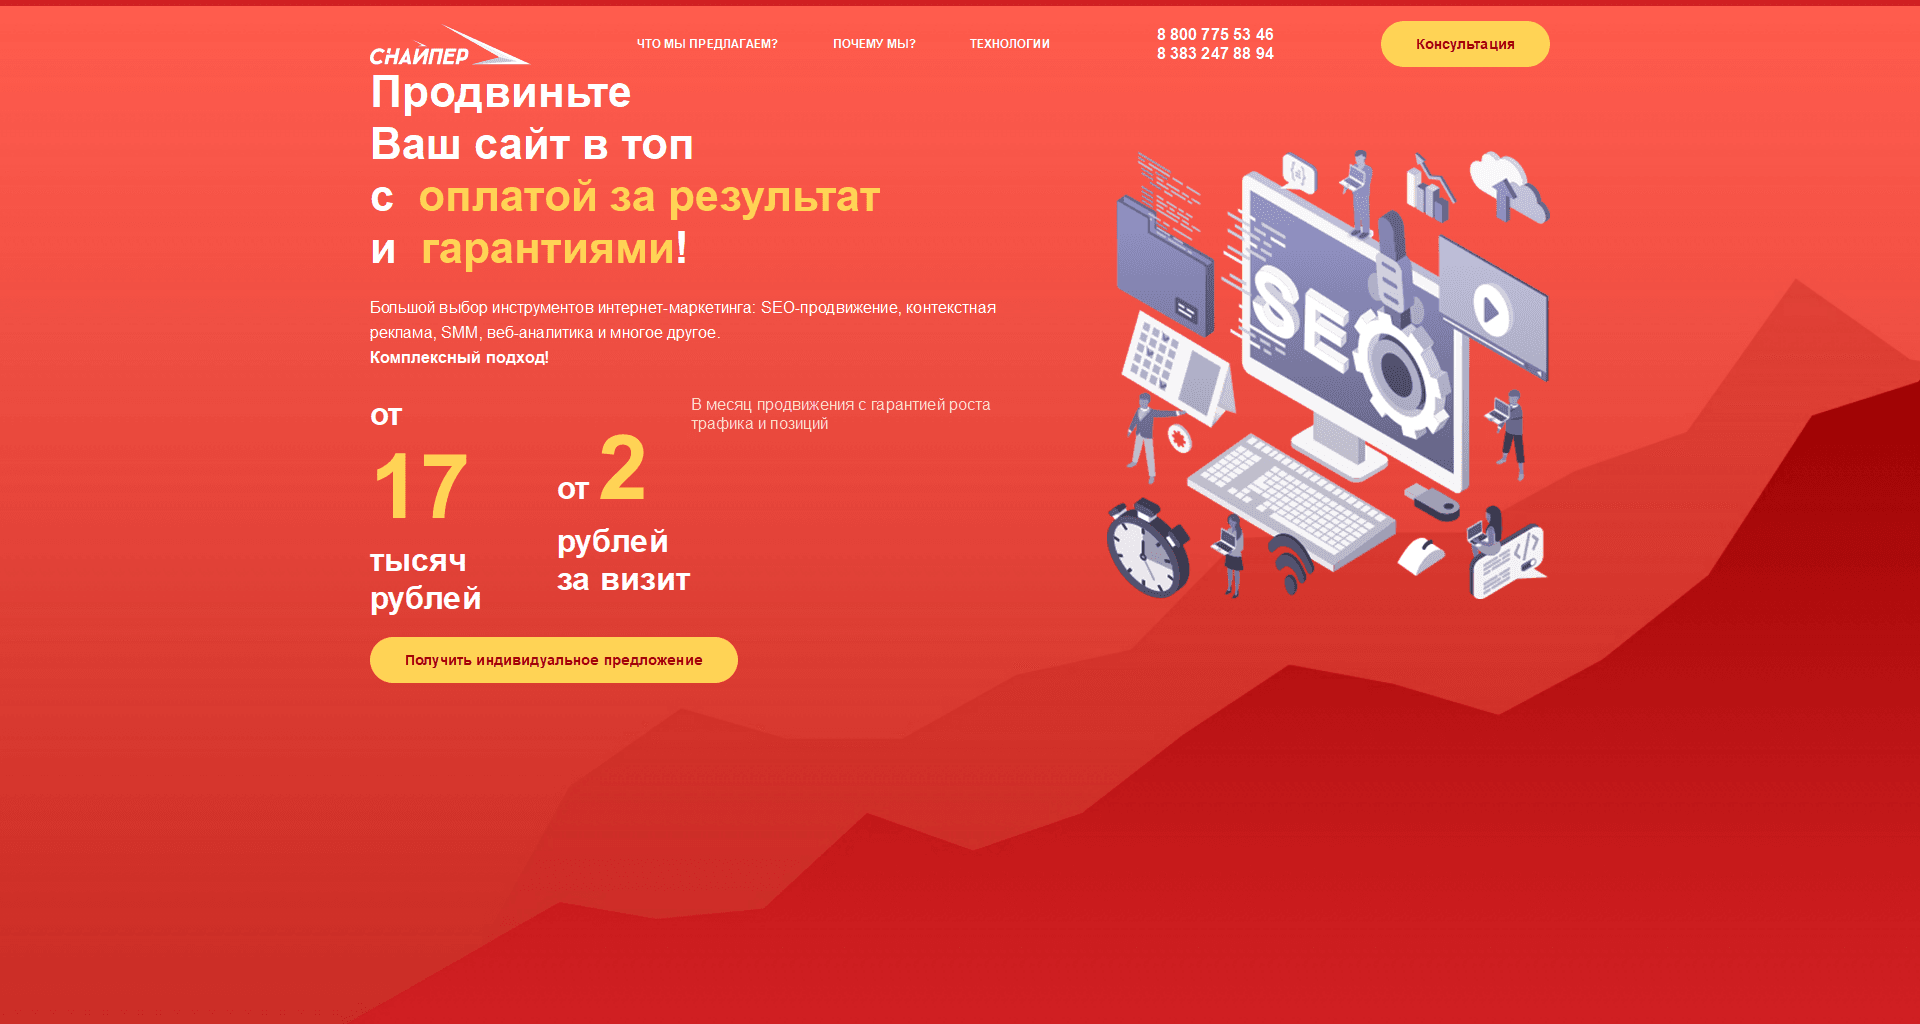 СНАЙПЕР
ЧТО МЫ ПРЕДЛАГАЕМ?
ПОЧЕМУ МЫ?
ТЕХНОЛОГИИ
8 800 775 53 46
8 383 247 88 94
Консультация
Продвиньте
Ваш сайт в топ
с оплатой за результат
и гарантиями!
Большой выбор инструментов интернет-маркетинга: SEO-продвижение, контекстная
реклама, SMM, веб-аналитика и многое другое.
Комплексный подход!
от
17
тысяч
рублей
от 2
рублей
за визит
В месяц продвижения с гарантией роста
трафика и позиций
Получить индивидуальное предложение
SEO